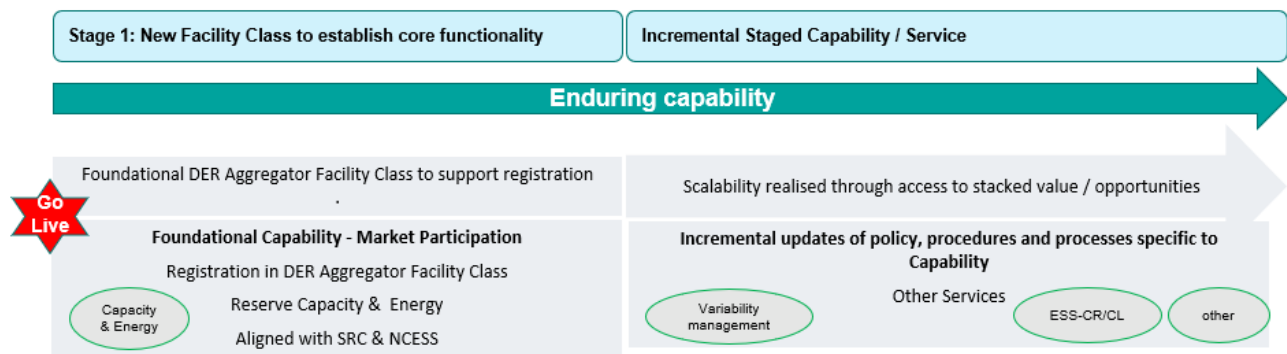 Stage 1: New Facility Class to establish core functionality
Incremental Staged Capability / Service
Enduring capability
Foundational DER Aggregator Facility Class to support registration
.
Scalability realised through access to stacked value / opportunities
Go
Live
Foundational Capability - Market Participation
Registration in DER Aggregator Facility Class
Reserve Capacity & Energy
Aligned with SRC & NCESS
Capacity
& Energy
Incremental updates of policy, procedures and processes specific to
Capability
Other Services
Variability
management
ESS-CR/CL
other